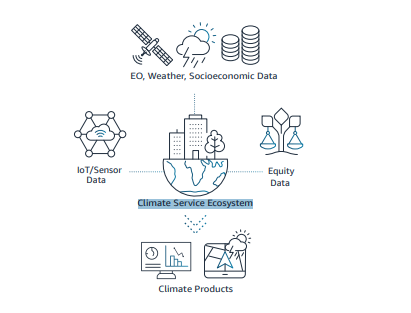 EO, Weather, Socioeconomic Data
IoT/Sensor
Data
Equity
Data
Climate Service Ecosystem
Climate Products